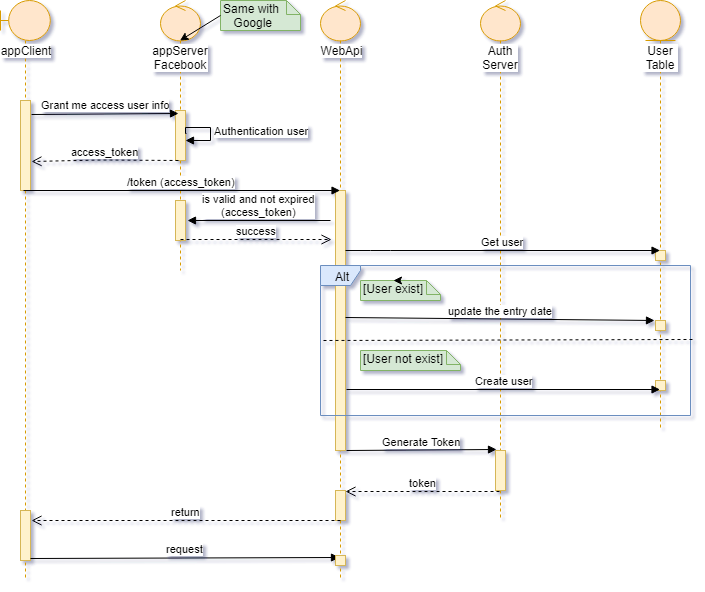 Same with
Google
appClient
appServer
Facebook
WebApi
Auth
Server
User
Table
Grant me access user info
Authentication user
access_token
/token (access_token)
is valid and not expired
(access_token)
success
Get user
Alt
[User exist]
update the entry date
[User not exist]
Create user
Generate Token
token
return
request